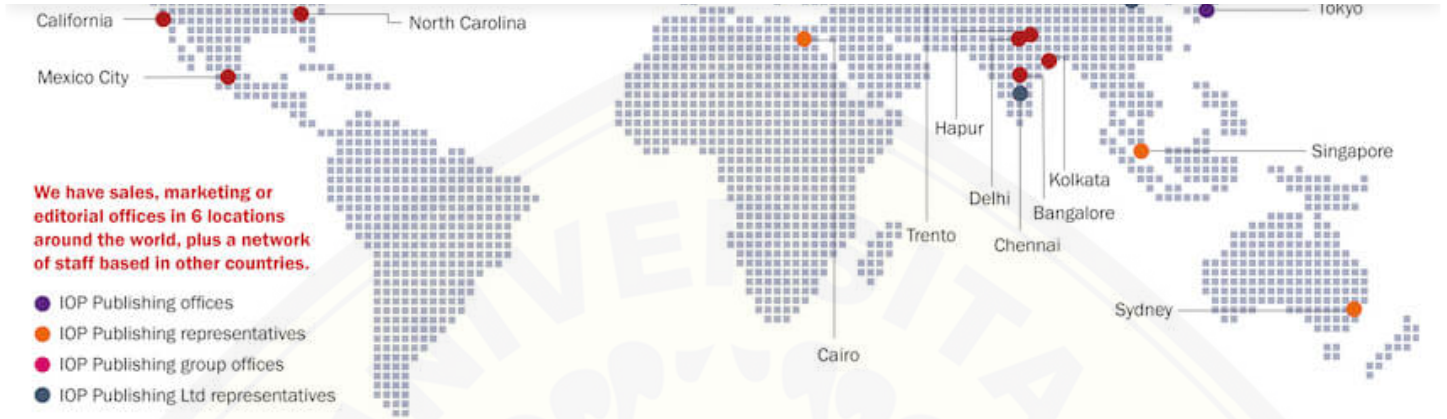 California
North Carolina
Tokyo
Mexico City
Hapur
Singapore
Kolkata
Delhi
Bangalore
Trento
Chennai
We have sales, marketing or
editorial offices in 6 locations
around the world, plus a network
of staff based in other countries.
IOP Publishing offices
IOP Publishing representatives
IOP Publishing group offices
IOP Publishing Ltd representatives
Sydney
Cairo
UNIVERSITA